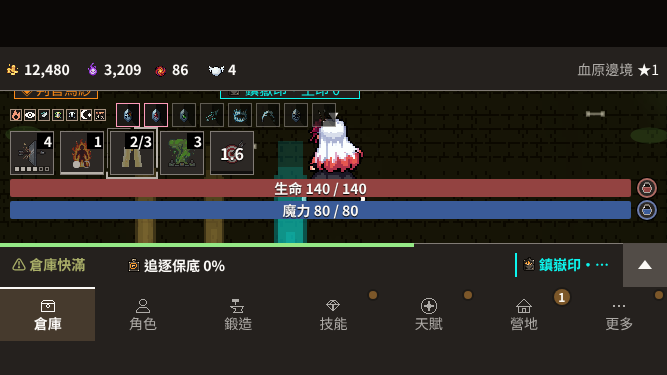 12,480 3,209 86 4 血原邊境 ★1
4 1 2/3 3 1.6
生命 140 / 140
魔力 80 / 80
倉庫快滿 追逐保底 0% 鎮獄印・…
1
倉庫 角色 鍛造 技能 天賦 營地 更多